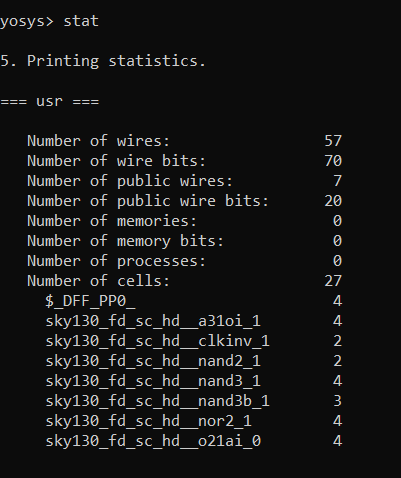 yosys> stat
5. Printing statistics.
=== usr ===
Number of wires: 57
Number of wire bits: 70
Number of public wires: 7
Number of public wire bits: 20
Number of memories: 0
Number of memory bits: 0
Number of processes: 0
Number of cells: 27
$_DFF_PP0_ 4
sky130_fd_sc_hd__a31oi_1 4
sky130_fd_sc_hd__clkinv_1 2
sky130_fd_sc_hd__nand2_1 2
sky130_fd_sc_hd__nand3_1 4
sky130_fd_sc_hd__nand3b_1 3
sky130_fd_sc_hd__nor2_1 4
sky130_fd_sc_hd__o21ai_0 4